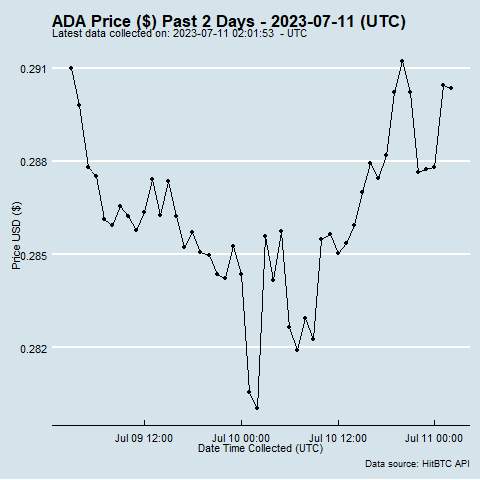 ADA Price ($) Past 2 Days - 2023-07-11 (UTC)
Latest data collected on: 2023-07-11 02:01:53 - UTC
0.291
0.288
0.285
0.282
Price USD ($)
Jul 09 12:00
Jul 10 00:00
Jul 10 12:00
Jul 11 00:00
Date Time Collected (UTC)
Data source: HitBTC API